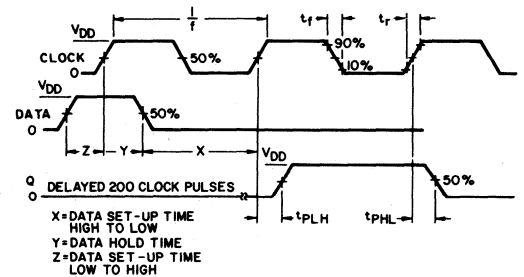 1/f
tf
tr
VDD
CLOCK
0
50%
90%
10%
VDD
DATA
0
50%
Z
Y
X
VDD
Q
0
DELAYED 200 CLOCK PULSES
50%
tPLH
tPHL
X=DATA SET-UP TIME
HIGH TO LOW
Y=DATA HOLD TIME
Z=DATA SET-UP TIME
LOW TO HIGH